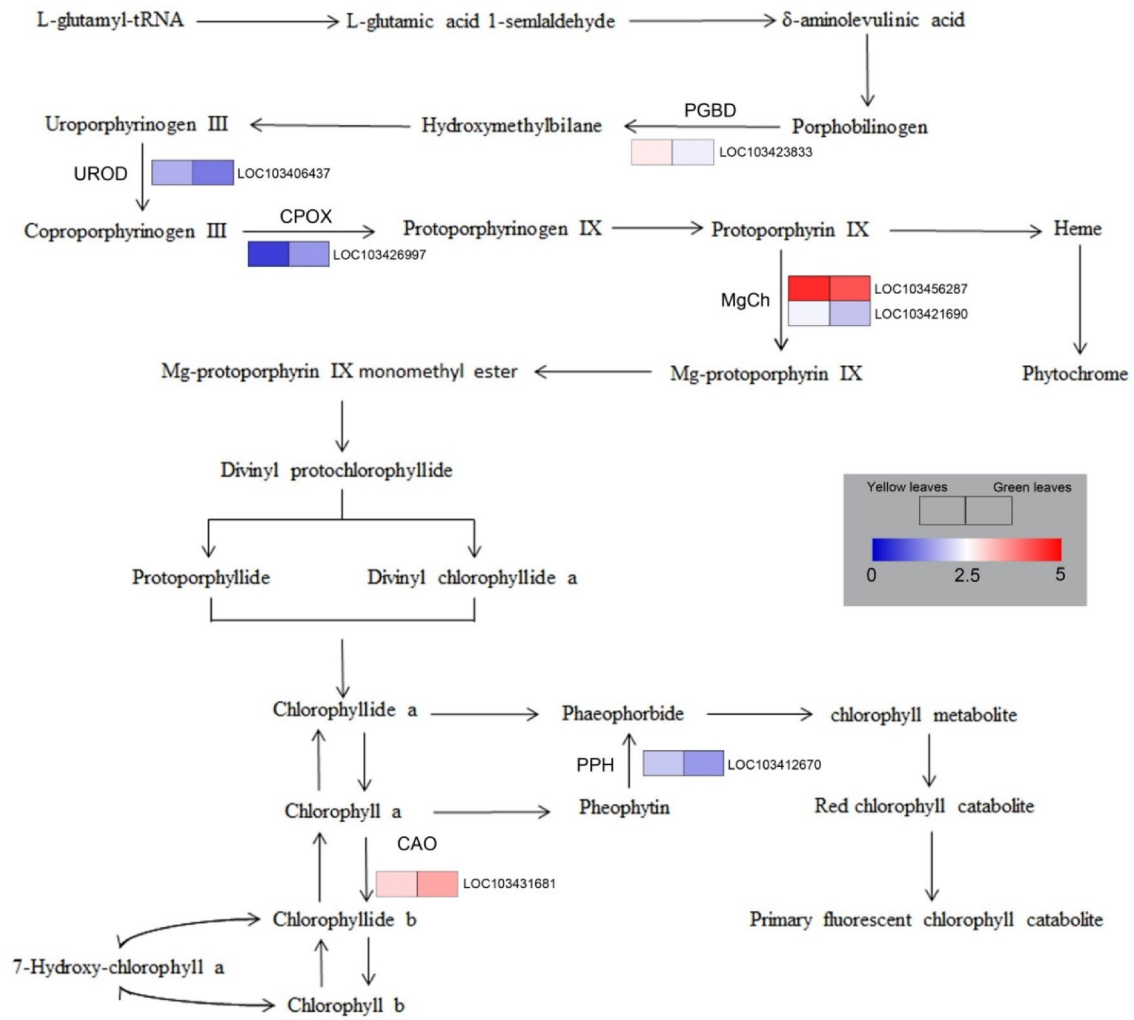 L-glutamyl-tRNA
L-glutamic acid 1-semlaldehyde
δ-aminolevulinic acid
Uroporphyrinogen III
Hydroxymethylbilane
PGBD
Porphobilinogen
LOC103423833
UROD
LOC103406437
Coproporphyrinogen III
CPOX
LOC103426997
Protoporphyrinogen IX
Protoporphyrin IX
Heme
MgCh
LOC103456287
LOC103421690
Mg-protoporphyrin IX monomethyl ester
Mg-protoporphyrin IX
Phytochrome
Divinyl protochlorophyllide
Yellow leaves
Green leaves
0
2.5
5
Protoporphyllide
Divinyl chlorophyllide a
Chlorophyllide a
Phaeophorbide
chlorophyll metabolite
PPH
LOC103412670
Chlorophyll a
Pheophytin
Red chlorophyll catabolite
CAO
LOC103431681
Chlorophyllide b
Primary fluorescent chlorophyll catabolite
7-Hydroxy-chlorophyll a
Chlorophyll b